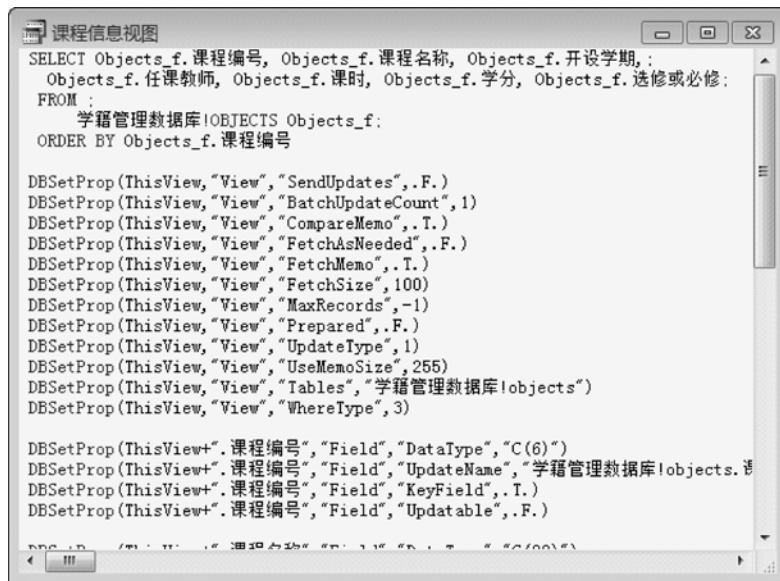 课程信息视图
SELECT Objects_f.课程编号, Objects_f.课程名称, Objects_f.开设学期,;
Objects_f.任课教师, Objects_f.课时, Objects_f.学分, Objects_f.选修或必修;
FROM ;
学籍管理数据库!OBJECTS Objects_f;
ORDER BY Objects_f.课程编号
DBSetProp(ThisView,"View","SendUpdates",.F.)
DBSetProp(ThisView,"View","BatchUpdateCount",1)
DBSetProp(ThisView,"View","CompareMemo",.T.)
DBSetProp(ThisView,"View","FetchAsNeeded",.F.)
DBSetProp(ThisView,"View","FetchMemo",.T.)
DBSetProp(ThisView,"View","FetchSize",100)
DBSetProp(ThisView,"View","MaxRecords",-1)
DBSetProp(ThisView,"View","Prepared",.F.)
DBSetProp(ThisView,"View","UpdateType",1)
DBSetProp(ThisView,"View","UseMemoSize",255)
DBSetProp(ThisView,"View","Tables","学籍管理数据库!objects")
DBSetProp(ThisView,"View","WhereType",3)
DBSetProp(ThisView+".课程编号","Field","DataType","C(6)")
DBSetProp(ThisView+".课程编号","Field","UpdateName","学籍管理数据库!objects.课
DBSetProp(ThisView+".课程编号","Field","KeyField",.T.)
DBSetProp(ThisView+".课程编号","Field","Updatable",.F.)